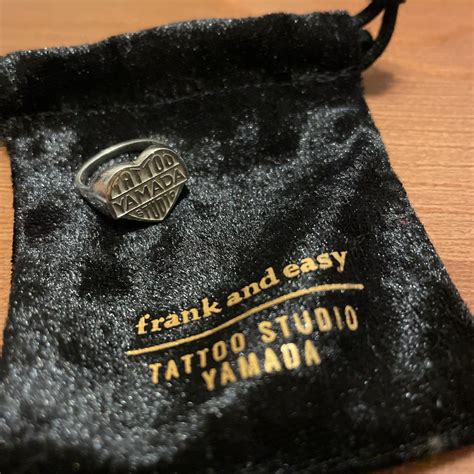 TATTOO
YAMADA
STUDIO
frank and easy
TATTOO STUDIO
YAMADA